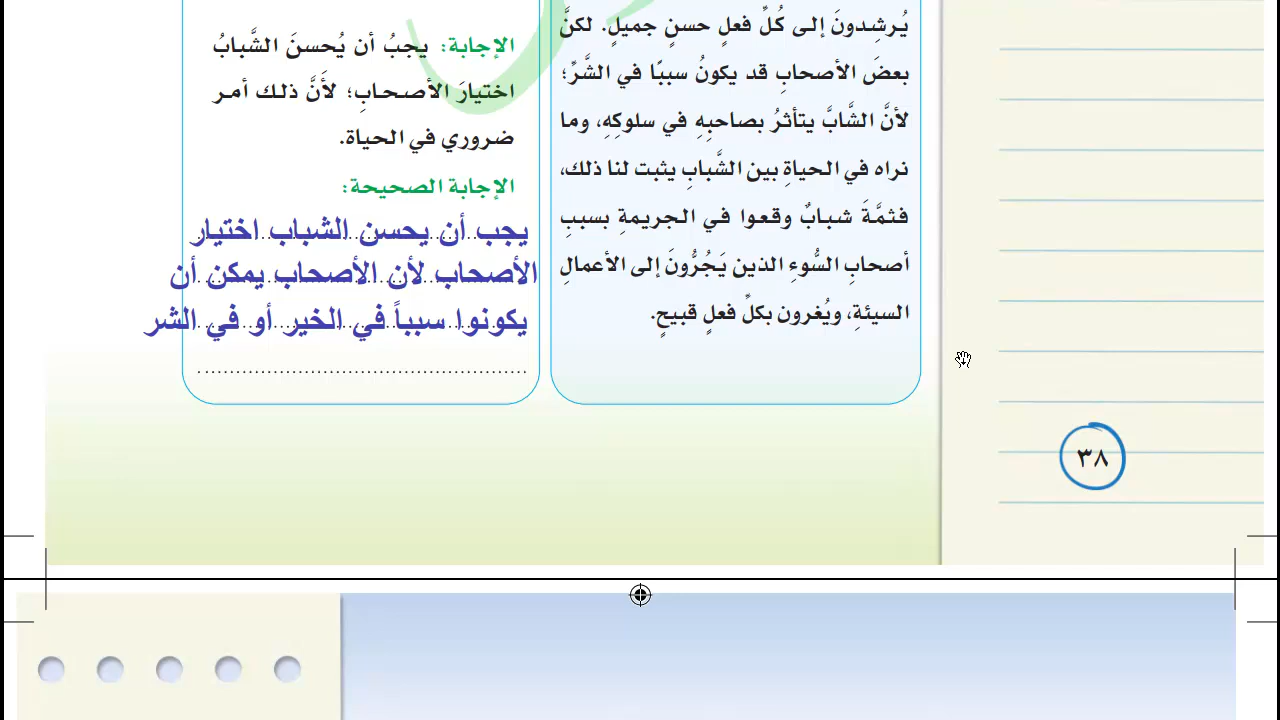 يُرشِدونَ إلى كُلِّ فعلٍ حسنٍ جميلٍ. لكنَّ
بعضَ الأصحابِ قد يكونُ سببًا في الشَّرِّ؛
لأنَّ الشَّابَّ يتأثرُ بصاحبِهِ في سلوكِهِ، وما
نراه في الحياةِ بين الشَّبابِ يثبت لنا ذلك،
فثمَّةَ شبابٌ وقعوا في الجريمةِ بسببِ
أصحابِ السُّوءِ الذين يَجُرُّونَ إلى الأعمالِ
السيئةِ، ويُغرون بكلِّ فعلٍ قبيحٍ.
الإجابة: يجبُ أن يُحسنَ الشَّبابُ
اختيارَ الأصحابِ؛ لأَنَّ ذلك أمر
ضروري في الحياة.
الإجابة الصحيحة:
يجب أن يحسن الشباب اختيار
الأصحاب لأن الأصحاب يمكن أن
يكونوا سبباً في الخير أو في الشر
٣٨